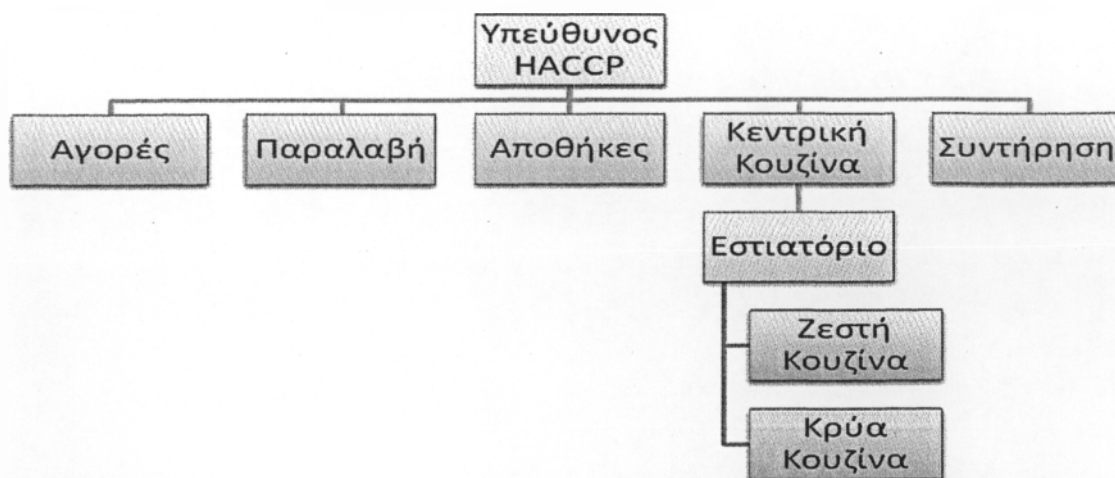 Υπεύθυνος
HACCP
Αγορές
Παραλαβή
Αποθήκες
Κεντρική
Κουζίνα
Συντήρηση
Εστιατόριο
Ζεστή
Κουζίνα
Κρύα
Κουζίνα